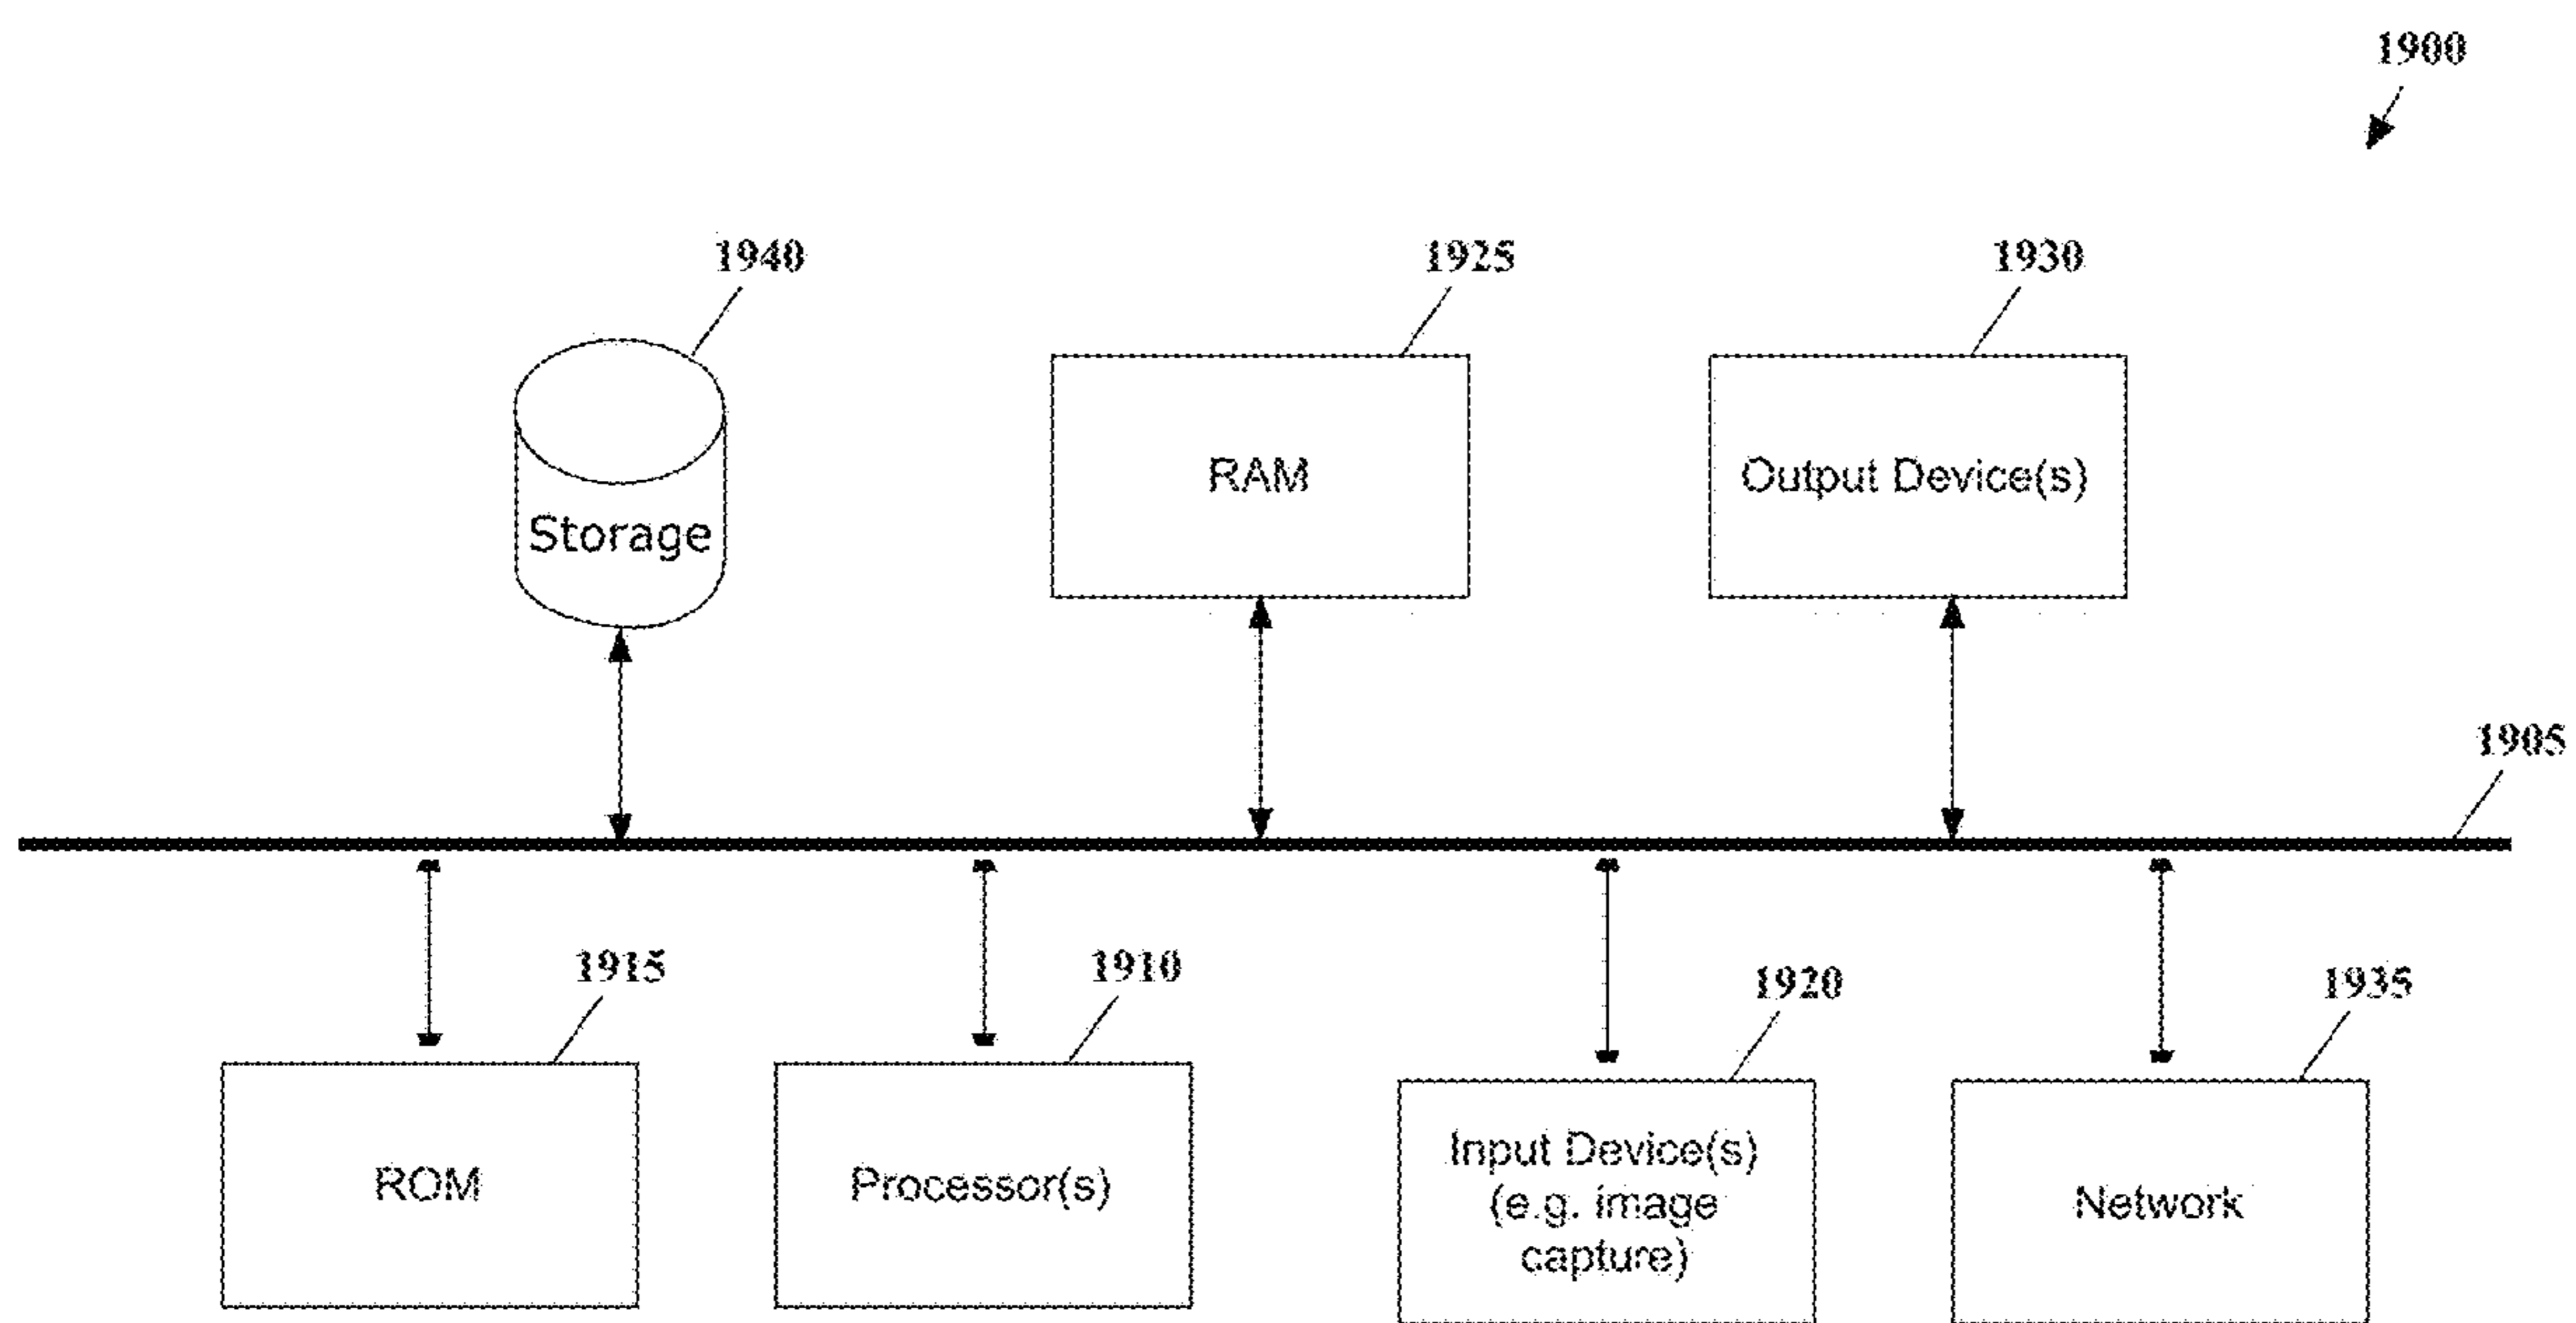 1900
1940
1925
1930
Storage
RAM
Output Device(s)
1905
1915
1910
1920
1935
ROM
Processor(s)
Input Device(s)
(e.g. image
capture)
Network